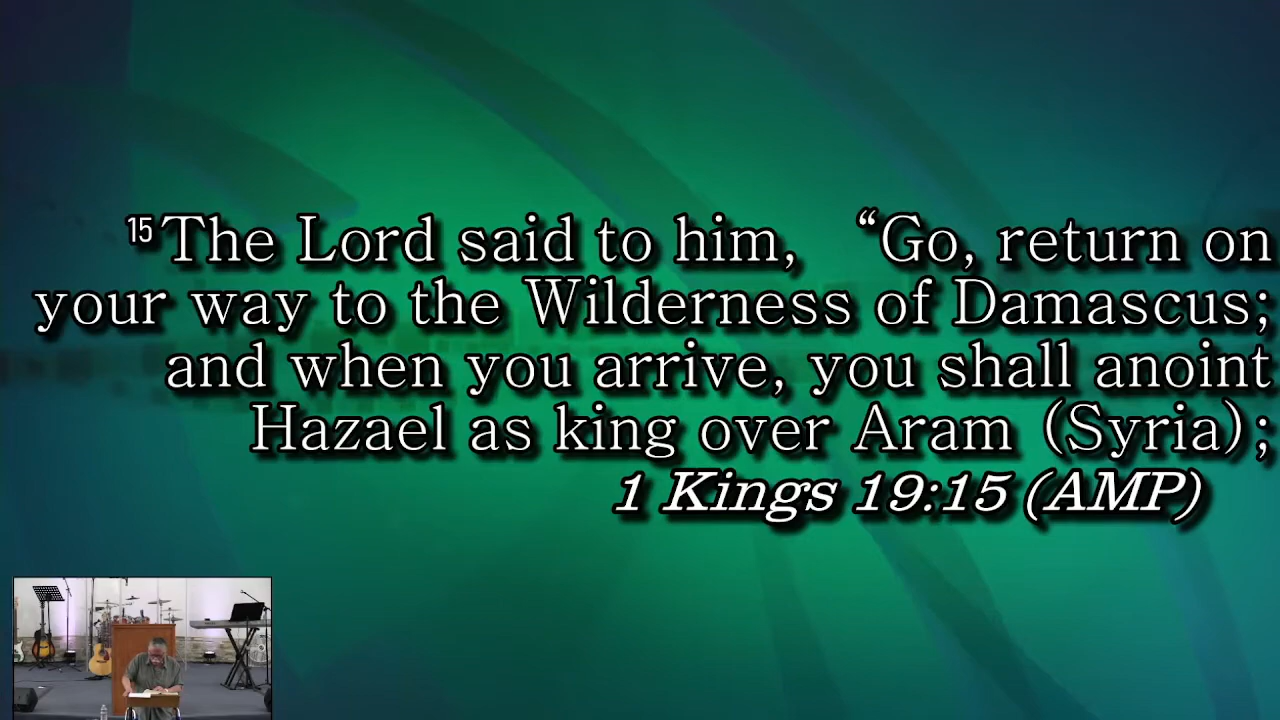 15The Lord said to him, “Go, return on
your way to the Wilderness of Damascus;
and when you arrive, you shall anoint
Hazael as king over Aram (Syria);
1 Kings 19:15 (AMP)